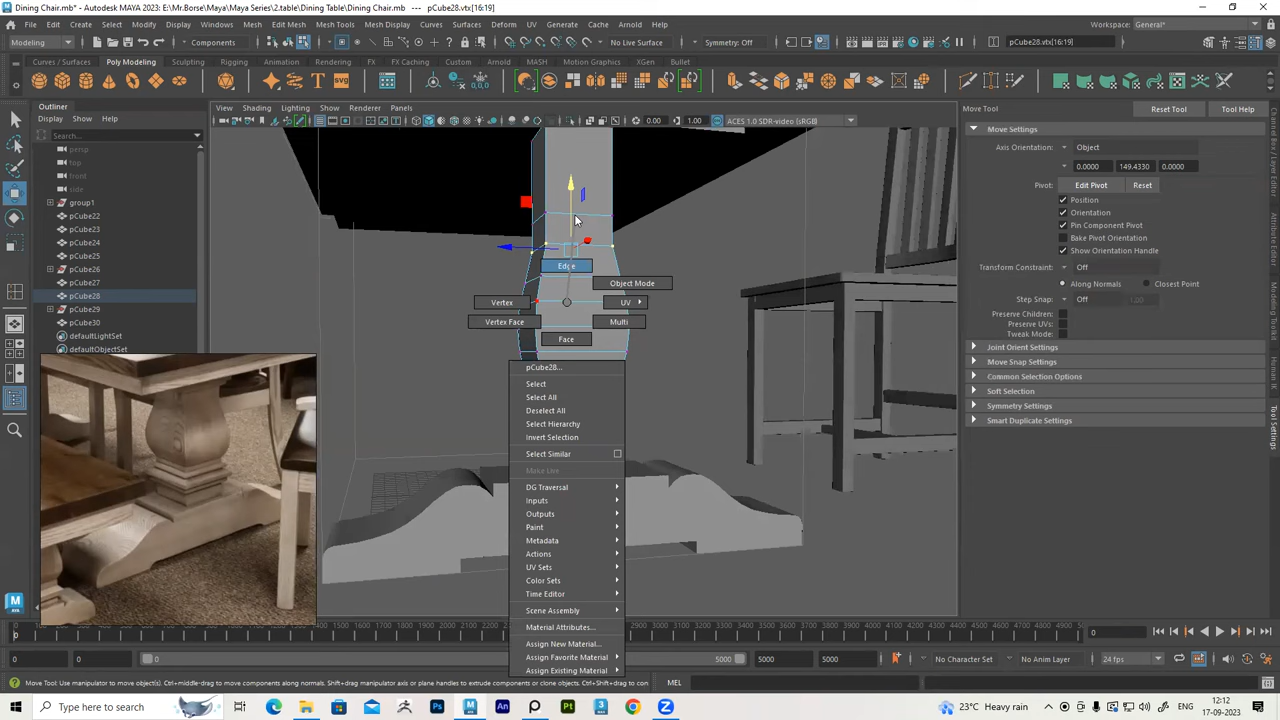 Dining Chair.mb* - Autodesk MAYA 2023: E:\Mr.Borse\Maya\Maya Series\2.table\Dining Table\Dining Chair.mb*  ---  pCube28.vtx[16:19]
File Edit Create Select Modify Display Windows Mesh Edit Mesh Mesh Tools Mesh Display Curves Surfaces Deform UV Generate Cache Arnold Help Workspace: General*
Modeling Components No Live Surface Symmetry: Off pCube28.vtx[16:19]
Curves / Surfaces Poly Modeling Sculpting Rigging Animation Rendering FX FX Caching Custom Arnold MASH Motion Graphics XGen Bullet
Outliner
Display Show Help
Search...
persp
top
front
side
group1
pCube22
pCube23
pCube24
pCube25
pCube26
pCube27
pCube28
pCube29
pCube30
defaultLightSet
defaultObjectSet
View Shading Lighting Show Renderer Panels
0.00 1.00 ACES 1.0 SDR-video (sRGB)
Edge
Object Mode
Vertex
UV
Vertex Face
Multi
Face
pCube28...
Select
Select All
Deselect All
Select Hierarchy
Invert Selection
Select Similar
Make Live
DG Traversal
Inputs
Outputs
Paint
Metadata
Actions
UV Sets
Color Sets
Time Editor
Scene Assembly
Material Attributes...
Assign New Material...
Assign Favorite Material
Assign Existing Material
Move Tool Reset Tool Tool Help
Move Settings
Axis Orientation: Object
0.0000 149.4330 0.0000
Pivot: Edit Pivot Reset
Position
Orientation
Pin Component Pivot
Bake Pivot Orientation
Show Orientation Handle
Transform Constraint: Off
Along Normals Closest Point
Step Snap: Off 1.00
Preserve Children:
Preserve UVs:
Tweak Mode:
Joint Orient Settings
Move Snap Settings
Common Selection Options
Soft Selection
Symmetry Settings
Smart Duplicate Settings
Channel Box / Layer Editor
Attribute Editor
Tool Settings
0
0 0 0 5000 5000 5000 No Character Set No Anim Layer 24 fps
Move Tool: Use manipulator to move object(s). Ctrl+middle-drag to move components along normals. Shift+drag manipulator axis or plane handles to extrude components or clone objects. Ctrl
MEL
Type here to search
23°C Heavy rain
12:12
17-09-2023